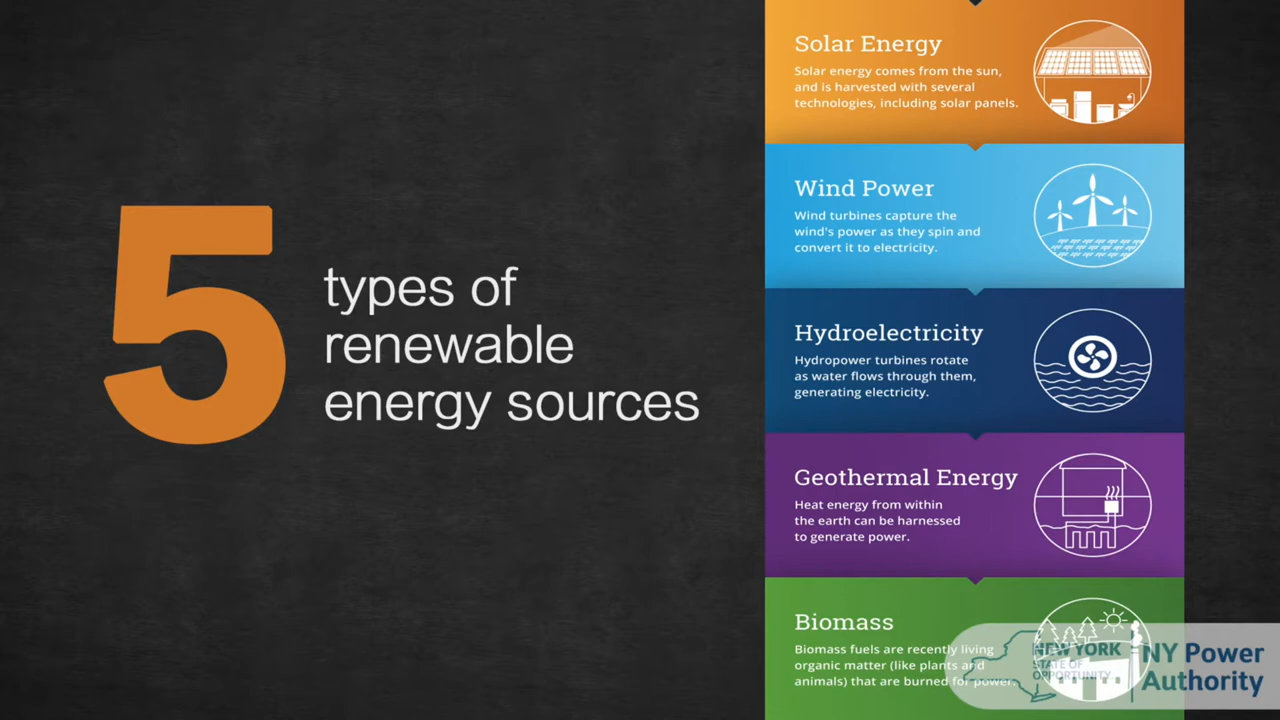 5
types of
renewable
energy sources
Solar Energy
Solar energy comes from the sun,
and is harvested with several
technologies, including solar panels.
Wind Power
Wind turbines capture the
wind's power as they spin and
convert it to electricity.
Hydroelectricity
Hydropower turbines rotate
as water flows through them,
generating electricity.
Geothermal Energy
Heat energy from within
the earth can be harnessed
to generate power.
Biomass
Biomass fuels are recently living
organic matter (like plants and
animals) that are burned for power.
NEW YORK
STATE OF
OPPORTUNITY
NY Power
Authority